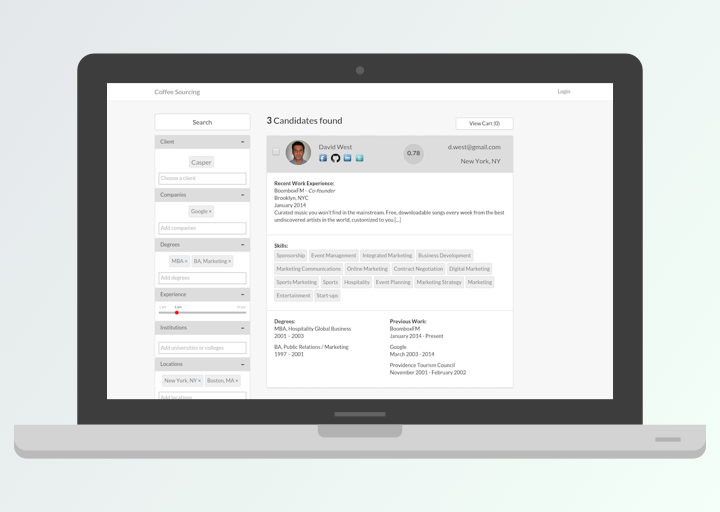 Coffee Sourcing
Login
Search
Client
Casper
Choose a client
Companies
Google ×
Add companies
Degrees
MBA × BA, Marketing ×
Add degrees
Experience
Institutions
Add universities or colleges
Locations
New York, NY × Boston, MA ×
Add locations
3 Candidates found
View Cart (0)
David West
0.78
d.west@gmail.com
New York, NY
Recent Work Experience:
BoomboxFM - Co-founder
Brooklyn, NYC
January 2014
Curated music you won't find in the mainstream. Free, downloadable songs every week from the best
undiscovered artists in the world, customized to you [...]
Skills:
Sponsorship Event Management Integrated Marketing Business Development
Marketing Communications Online Marketing Contract Negotiation Digital Marketing
Sports Marketing Sports Hospitality Event Planning Marketing Strategy Marketing
Entertainment Start-ups
Degrees:
MBA, Hospitality Global Business
2001 - 2003
BA, Public Relations / Marketing
1997 - 2001
Previous Work:
BoomboxFM
January 2014 - Present
Google
March 2003 - 2014
Providence Tourism Council
November 2001 - February 2002